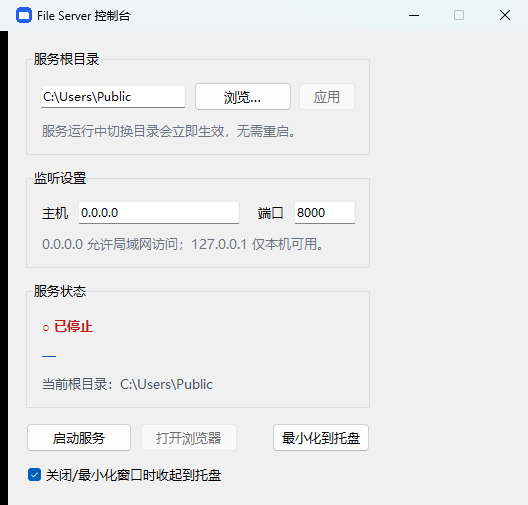 File Server 控制台
服务根目录
C:\Users\Public 浏览... 应用
服务运行中切换目录会立即生效，无需重启。
监听设置
主机 0.0.0.0 端口 8000
0.0.0.0 允许局域网访问；127.0.0.1 仅本机可用。
服务状态
○ 已停止
—
当前根目录：C:\Users\Public
启动服务 打开浏览器 最小化到托盘
关闭/最小化窗口时收起到托盘